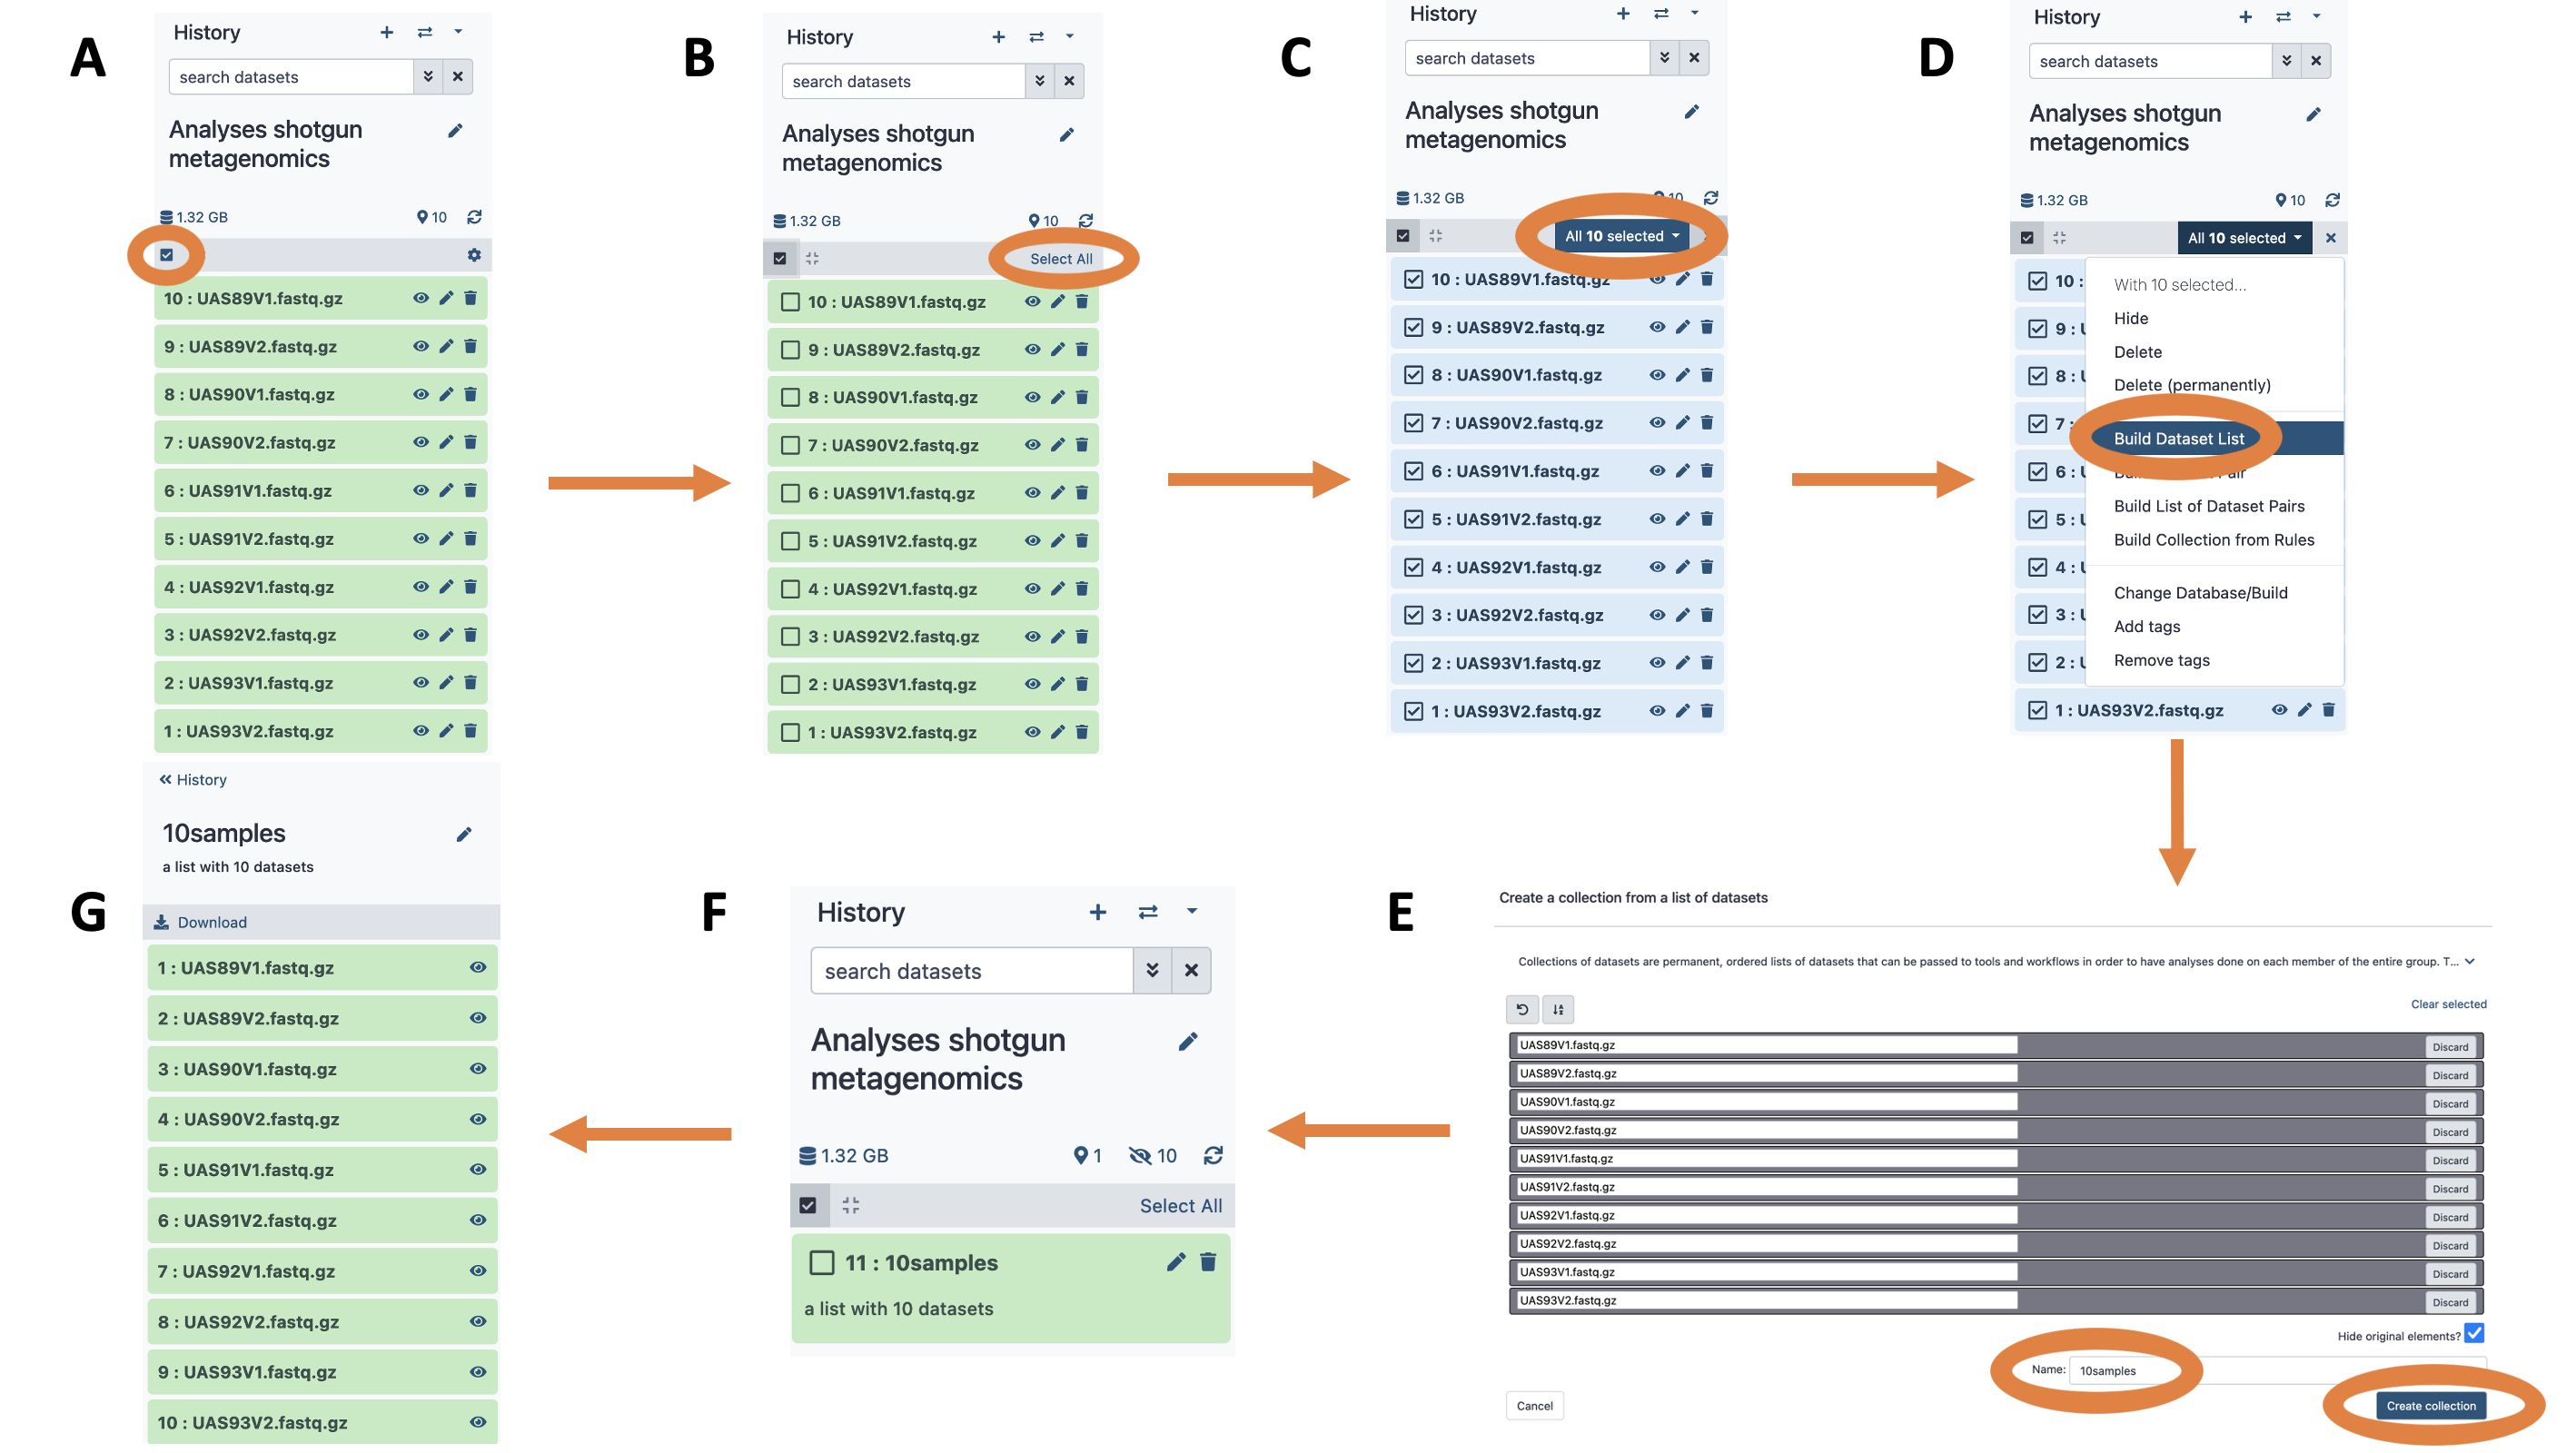 A
History
search datasets
Analyses shotgun
metagenomics
1.32 GB
10
10 : UAS89V1.fastq.gz
9 : UAS89V2.fastq.gz
8 : UAS90V1.fastq.gz
7 : UAS90V2.fastq.gz
6 : UAS91V1.fastq.gz
5 : UAS91V2.fastq.gz
4 : UAS92V1.fastq.gz
3 : UAS92V2.fastq.gz
2 : UAS93V1.fastq.gz
1 : UAS93V2.fastq.gz
B
History
search datasets
Analyses shotgun
metagenomics
1.32 GB
10
Select All
10 : UAS89V1.fastq.gz
9 : UAS89V2.fastq.gz
8 : UAS90V1.fastq.gz
7 : UAS90V2.fastq.gz
6 : UAS91V1.fastq.gz
5 : UAS91V2.fastq.gz
4 : UAS92V1.fastq.gz
3 : UAS92V2.fastq.gz
2 : UAS93V1.fastq.gz
1 : UAS93V2.fastq.gz
C
History
search datasets
Analyses shotgun
metagenomics
1.32 GB
10
All 10 selected
10 : UAS89V1.fastq.gz
9 : UAS89V2.fastq.gz
8 : UAS90V1.fastq.gz
7 : UAS90V2.fastq.gz
6 : UAS91V1.fastq.gz
5 : UAS91V2.fastq.gz
4 : UAS92V1.fastq.gz
3 : UAS92V2.fastq.gz
2 : UAS93V1.fastq.gz
1 : UAS93V2.fastq.gz
D
History
search datasets
Analyses shotgun
metagenomics
1.32 GB
10
All 10 selected
10 :
9 :
8 :
7 :
6 :
5 :
4 :
3 :
2 :
With 10 selected...
Hide
Delete
Delete (permanently)
Build Dataset List
Build List of Dataset Pairs
Build Collection from Rules
Change Database/Build
Add tags
Remove tags
1 : UAS93V2.fastq.gz
E
Create a collection from a list of datasets
Collections of datasets are permanent, ordered lists of datasets that can be passed to tools and workflows in order to have analyses done on each member of the entire group. T...
Clear selected
UAS89V1.fastq.gz Discard
UAS89V2.fastq.gz Discard
UAS90V1.fastq.gz Discard
UAS90V2.fastq.gz Discard
UAS91V1.fastq.gz Discard
UAS91V2.fastq.gz Discard
UAS92V1.fastq.gz Discard
UAS92V2.fastq.gz Discard
UAS93V1.fastq.gz Discard
UAS93V2.fastq.gz Discard
Hide original elements?
Name: 10samples
Cancel
Create collection
F
History
search datasets
Analyses shotgun
metagenomics
1.32 GB
1
10
Select All
11 : 10samples
a list with 10 datasets
G
History
10samples
a list with 10 datasets
Download
1 : UAS89V1.fastq.gz
2 : UAS89V2.fastq.gz
3 : UAS90V1.fastq.gz
4 : UAS90V2.fastq.gz
5 : UAS91V1.fastq.gz
6 : UAS91V2.fastq.gz
7 : UAS92V1.fastq.gz
8 : UAS92V2.fastq.gz
9 : UAS93V1.fastq.gz
10 : UAS93V2.fastq.gz